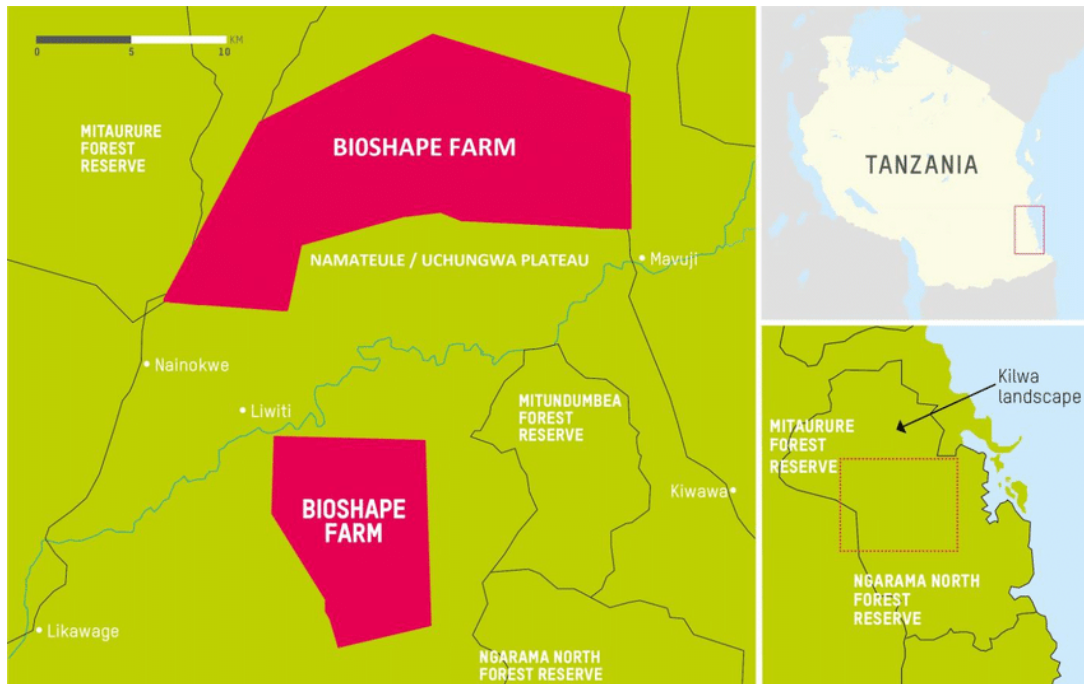 KM
0
5
10
MITAURURE
FOREST
RESERVE
BIOSHAPE FARM
NAMATEULE / UCHUNGWA PLATEAU
Mavuji
Nainokwe
Liwiti
MITUNDUMBEA
FOREST
RESERVE
Kiwawa
BIOSHAPE
FARM
Likawage
NGARAMA NORTH
FOREST RESERVE
TANZANIA
Kilwa
landscape
MITAURURE
FOREST
RESERVE
NGARAMA NORTH
FOREST
RESERVE